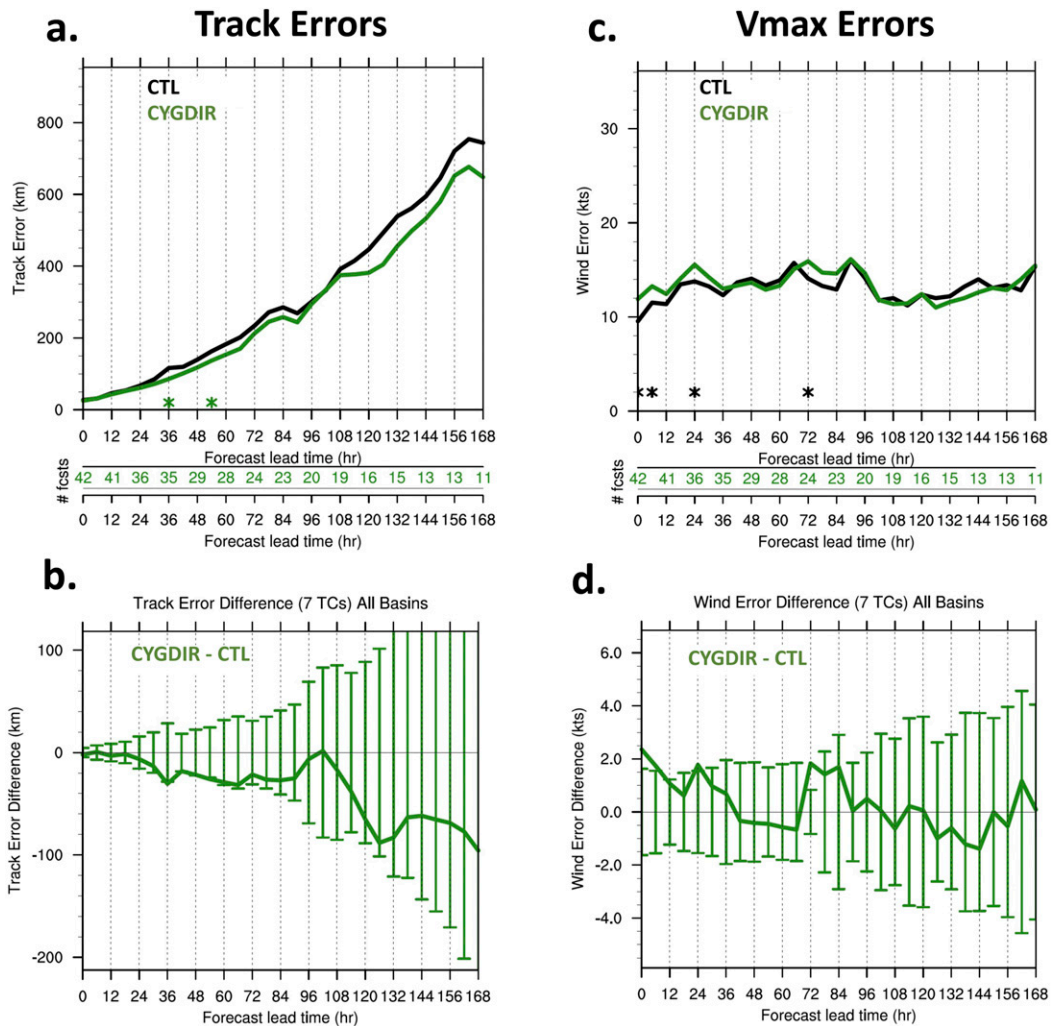 a.
Track Errors
CTL
CYGDIR
Track Error (km)
800
600
400
200
0
* *
0 12 24 36 48 60 72 84 96 108 120 132 144 156 168
Forecast lead time (hr)
# fcsts
42 41 36 35 29 28 24 23 20 19 16 15 13 13 11
0 12 24 36 48 60 72 84 96 108 120 132 144 156 168
Forecast lead time (hr)
c.
Vmax Errors
CTL
CYGDIR
Wind Error (kts)
30
20
10
0
* * * *
0 12 24 36 48 60 72 84 96 108 120 132 144 156 168
Forecast lead time (hr)
# fcsts
42 41 36 35 29 28 24 23 20 19 16 15 13 13 11
0 12 24 36 48 60 72 84 96 108 120 132 144 156 168
Forecast lead time (hr)
b.
Track Error Difference (7 TCs) All Basins
CYGDIR - CTL
Track Error Difference (km)
100
0
-100
-200
0 12 24 36 48 60 72 84 96 108 120 132 144 156 168
Forecast lead time (hr)
d.
Wind Error Difference (7 TCs) All Basins
CYGDIR - CTL
Wind Error Difference (kts)
6.0
4.0
2.0
0.0
-2.0
-4.0
0 12 24 36 48 60 72 84 96 108 120 132 144 156 168
Forecast lead time (hr)